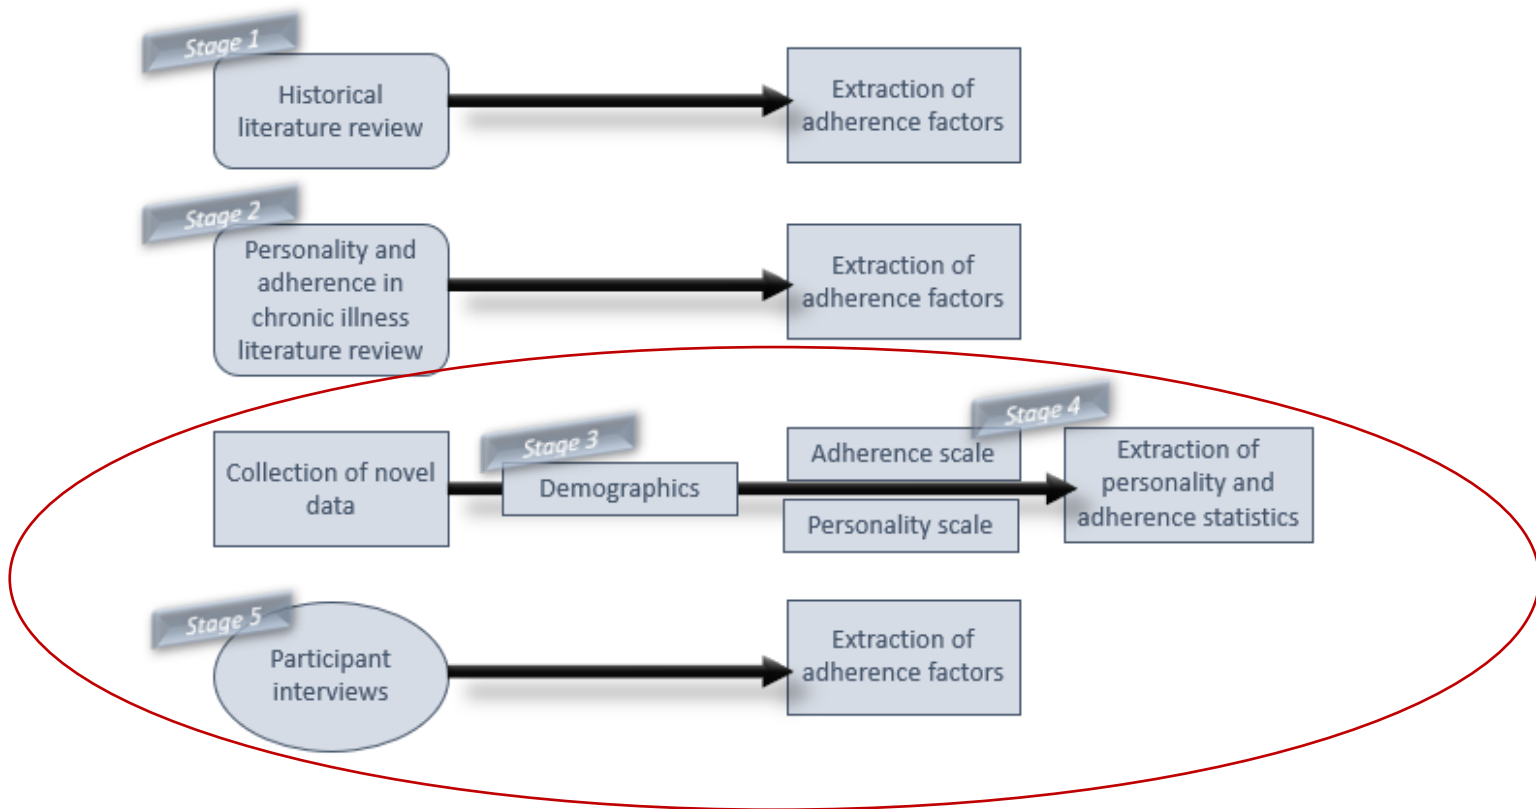 Stage 1
Historical
literature review
Extraction of
adherence factors
Stage 2
Personality and
adherence in
chronic illness
literature review
Extraction of
adherence factors
Collection of novel
data
Stage 3
Demographics
Adherence scale
Personality scale
Stage 4
Extraction of
personality and
adherence statistics
Stage 5
Participant
interviews
Extraction of
adherence factors